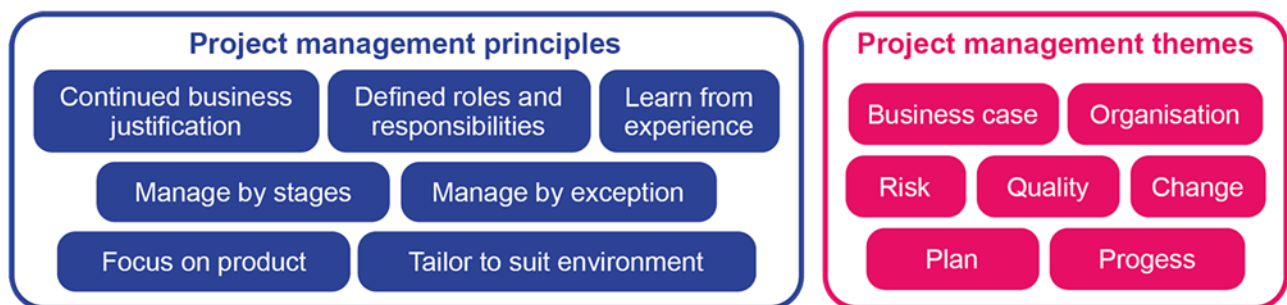 Project management principles
Continued business
justification
Defined roles and
responsibilities
Learn from
experience
Manage by stages
Manage by exception
Focus on product
Tailor to suit environment
Project management themes
Business case
Organisation
Risk
Quality
Change
Plan
Progess